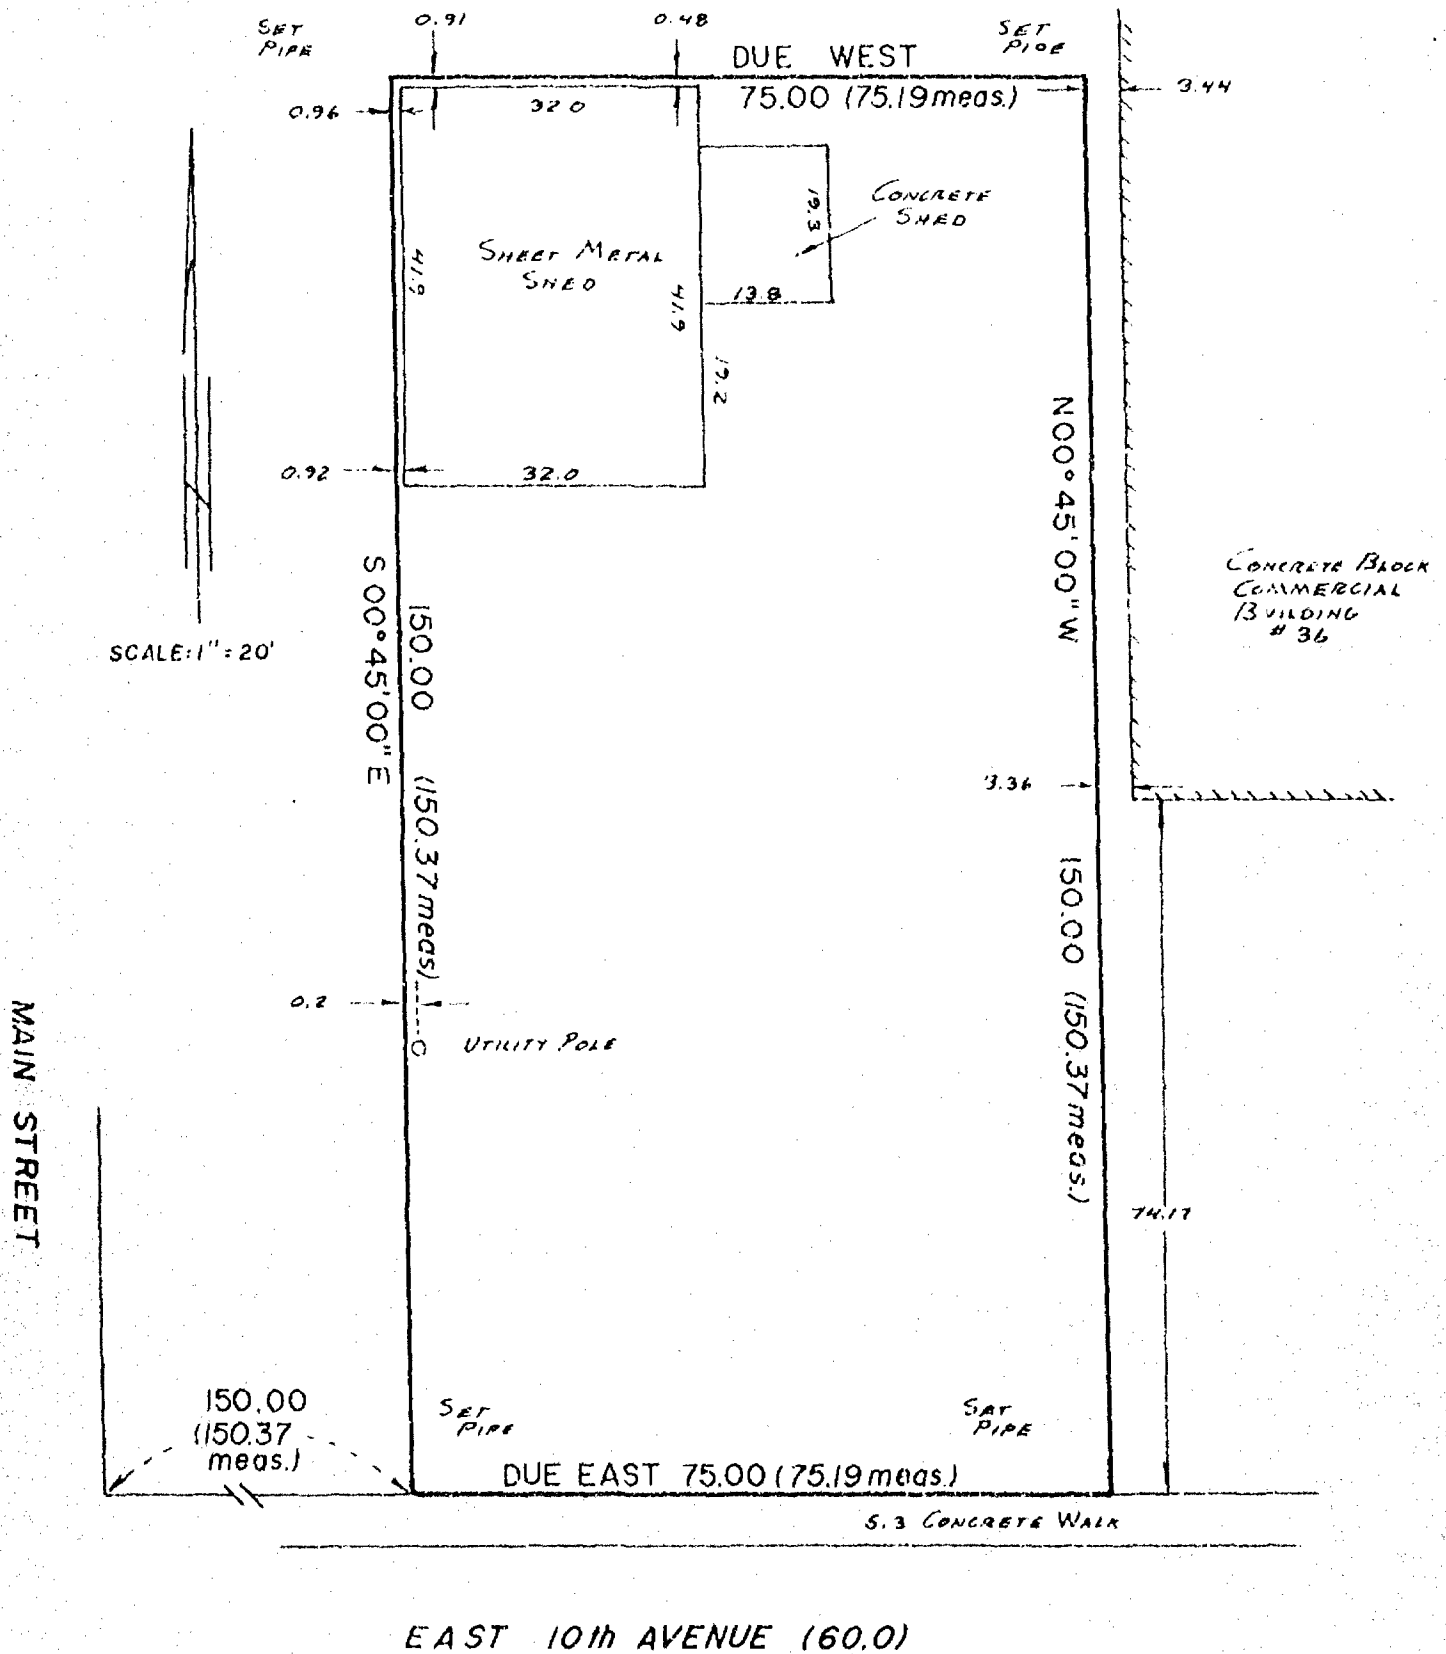 SET
PIPE
0.91
0.48
SET
PIPE
DUE WEST
75.00 (75.19 meas.)
3.44
0.96
32.0
CONCRETE
SHED
19.3
SHEET METAL
SHED
41.9
41.9
13.8
19.2
0.92
32.0
N00°45'00"W
S 00°45'00"E
150.00 (150.37 meas)
SCALE: 1" = 20'
CONCRETE BLOCK
COMMERCIAL
BUILDING
# 36
3.36
150.00 (150.37 meas.)
0.2
UTILITY POLE
MAIN STREET
74.17
150.00
(150.37
meas.)
SET
PIPE
SET
PIPE
DUE EAST 75.00 (75.19 meas.)
5.3 CONCRETE WALK
EAST 10th AVENUE (60.0)